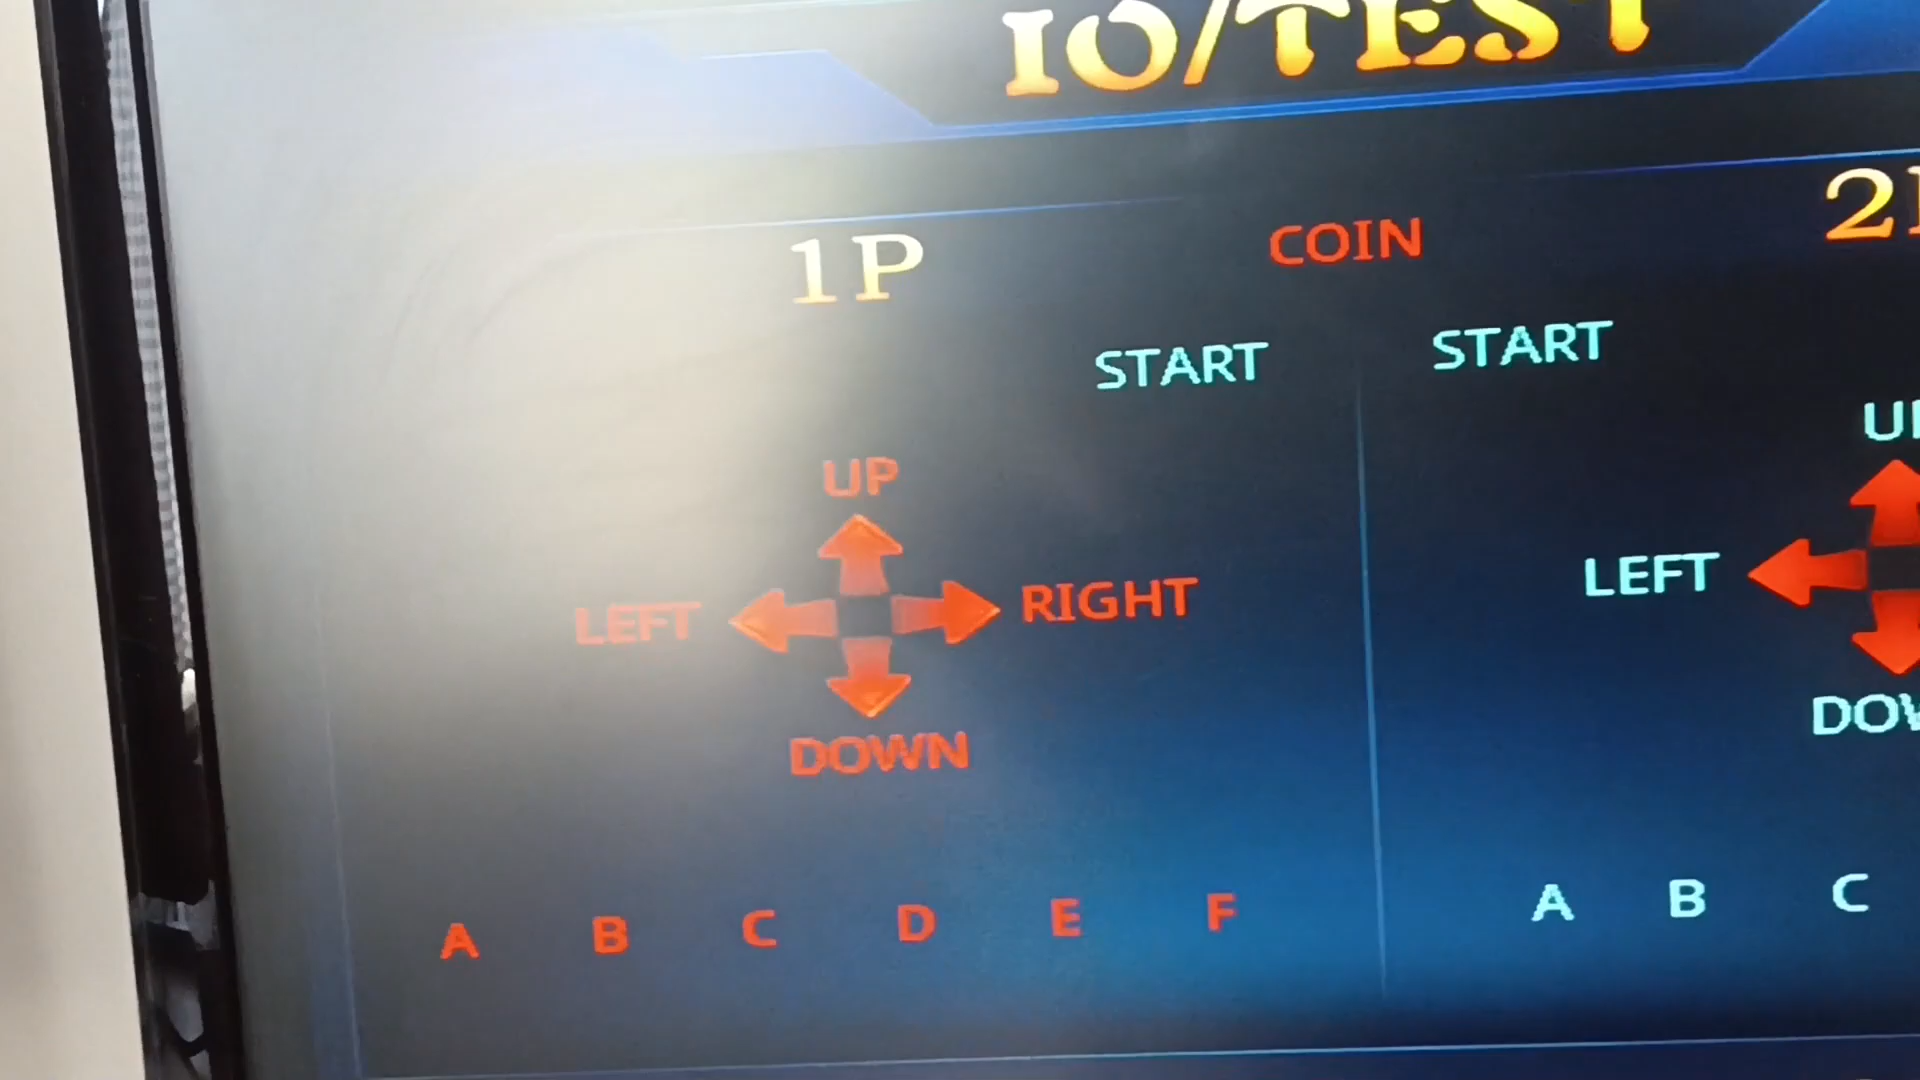 IO/TEST
1P
COIN
START
START
UP
LEFT
RIGHT
LEFT
DOWN
A B C D E F
A B C